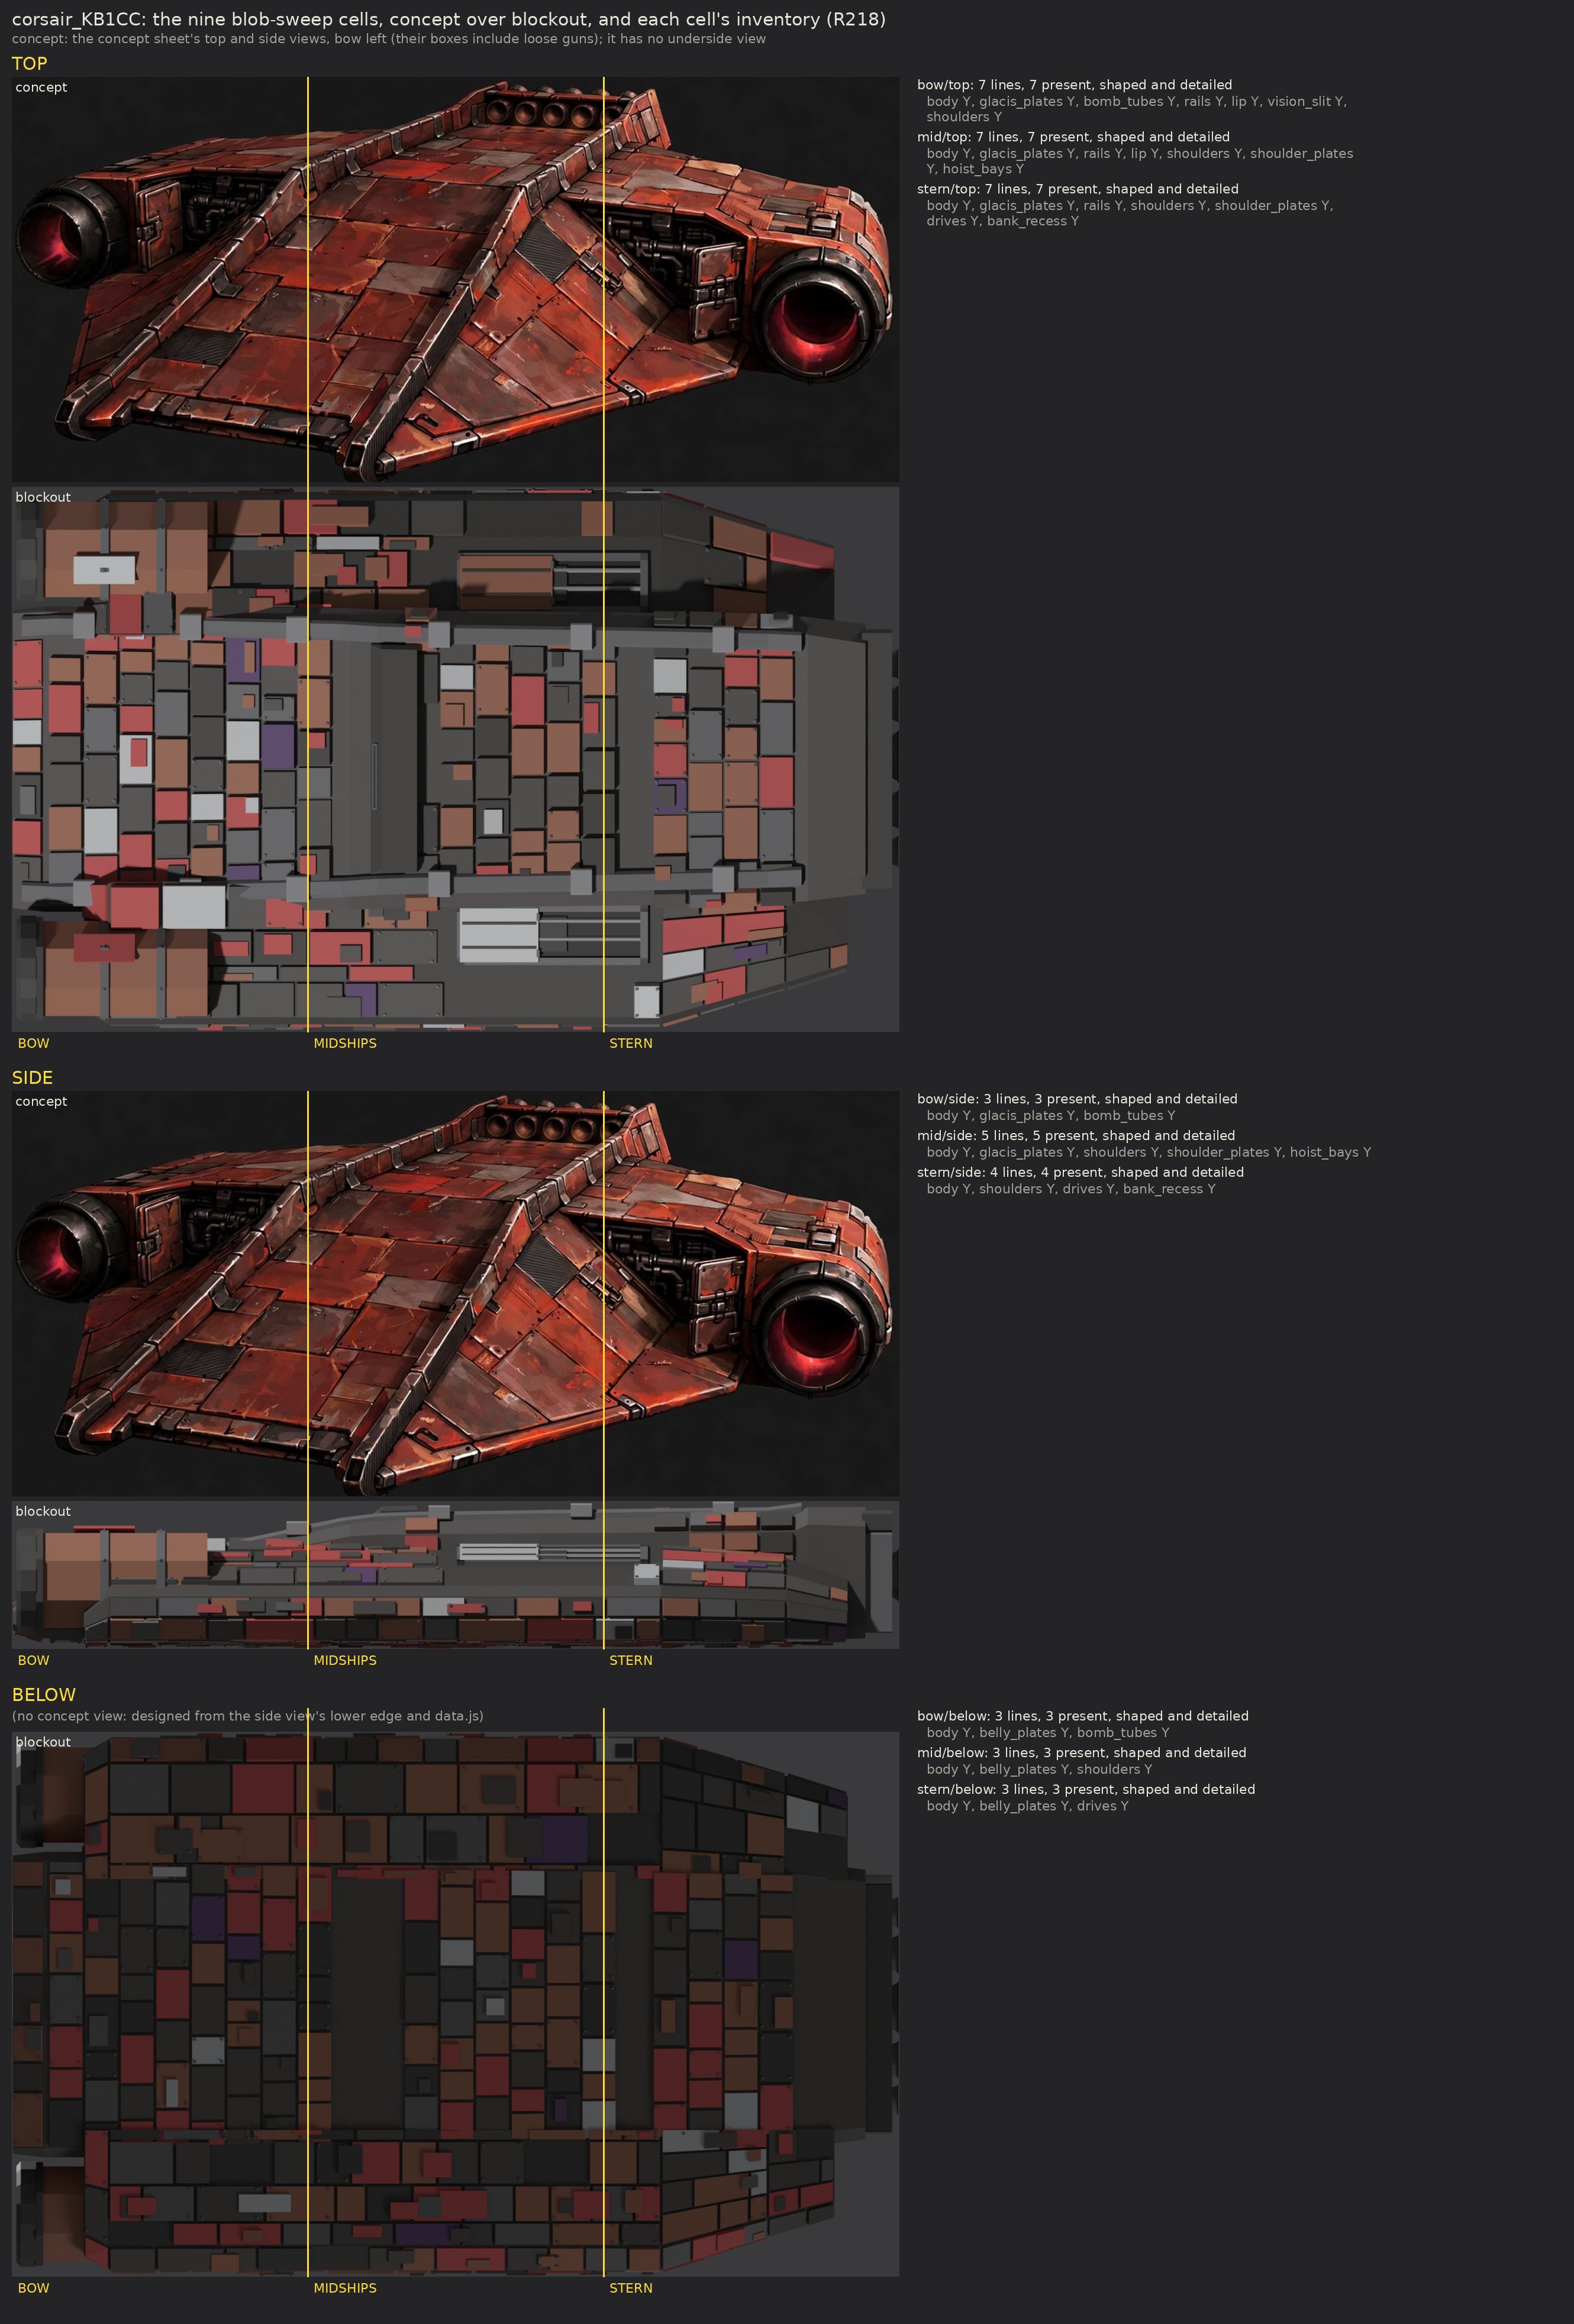 corsair_KB1CC: the nine blob-sweep cells, concept over blockout, and each cell's inventory (R218)
concept: the concept sheet's top and side views, bow left (their boxes include loose guns); it has no underside view
TOP
concept
bow/top: 7 lines, 7 present, shaped and detailed
body Y, glacis_plates Y, bomb_tubes Y, rails Y, lip Y, vision_slit Y,
shoulders Y
mid/top: 7 lines, 7 present, shaped and detailed
body Y, glacis_plates Y, rails Y, lip Y, shoulders Y, shoulder_plates
Y, hoist_bays Y
stern/top: 7 lines, 7 present, shaped and detailed
body Y, glacis_plates Y, rails Y, shoulders Y, shoulder_plates Y,
drives Y, bank_recess Y
blockout
BOW
MIDSHIPS
STERN
SIDE
concept
bow/side: 3 lines, 3 present, shaped and detailed
body Y, glacis_plates Y, bomb_tubes Y
mid/side: 5 lines, 5 present, shaped and detailed
body Y, glacis_plates Y, shoulders Y, shoulder_plates Y, hoist_bays Y
stern/side: 4 lines, 4 present, shaped and detailed
body Y, shoulders Y, drives Y, bank_recess Y
blockout
BOW
MIDSHIPS
STERN
BELOW
(no concept view: designed from the side view's lower edge and data.js)
bow/below: 3 lines, 3 present, shaped and detailed
body Y, belly_plates Y, bomb_tubes Y
mid/below: 3 lines, 3 present, shaped and detailed
body Y, belly_plates Y, shoulders Y
stern/below: 3 lines, 3 present, shaped and detailed
body Y, belly_plates Y, drives Y
blockout
BOW
MIDSHIPS
STERN